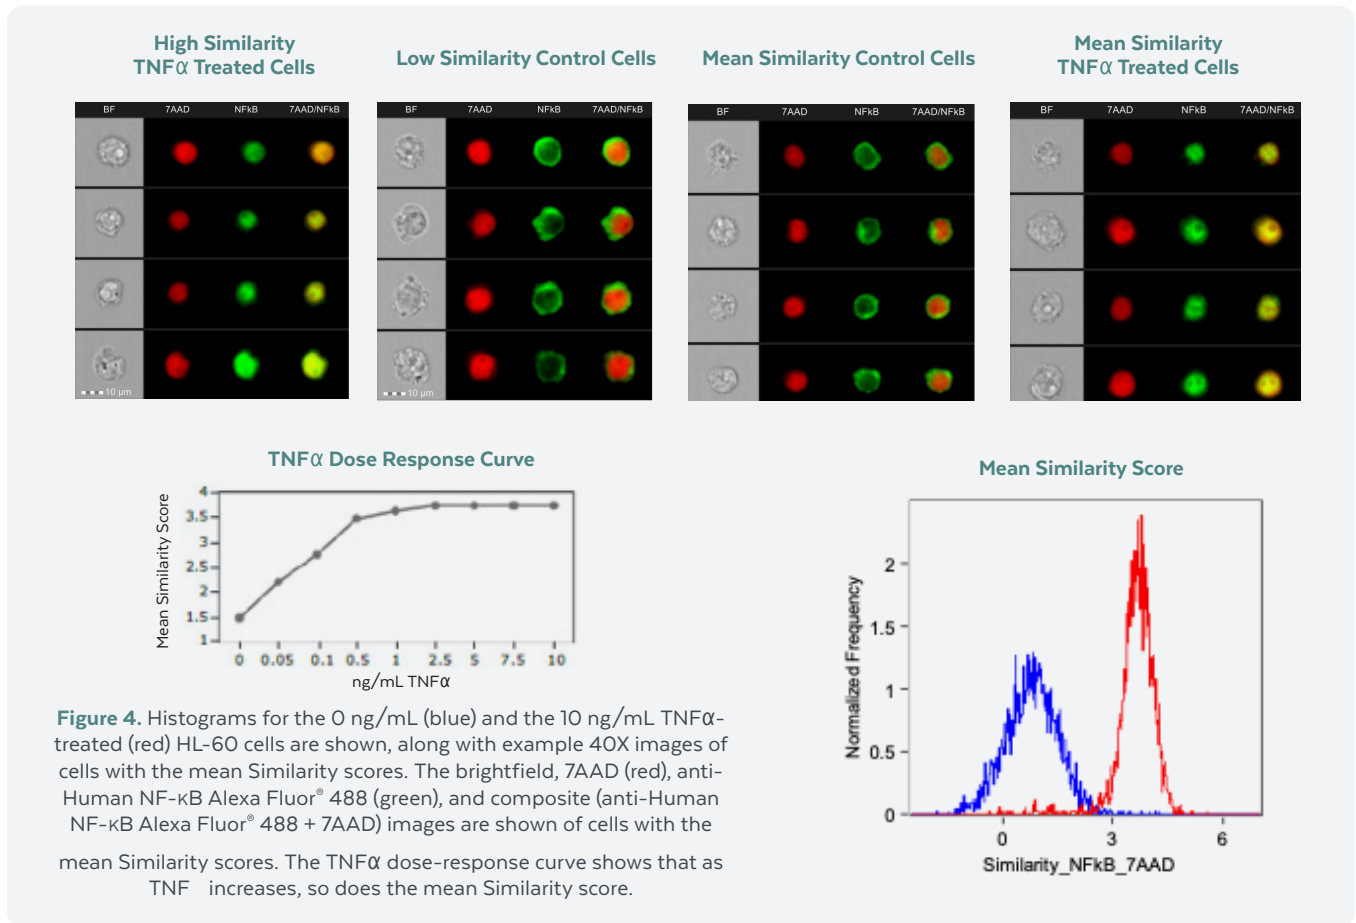 High Similarity
TNFα Treated Cells
Low Similarity Control Cells
Mean Similarity Control Cells
Mean Similarity
TNFα Treated Cells
BF 7AAD NFkB 7AAD/NFkB
10 µm
BF 7AAD NFkB 7AAD/NFkB
10 µm
BF 7AAD NFkB 7AAD/NFkB
BF 7AAD NFkB 7AAD/NFkB
TNFα Dose Response Curve
Mean Similarity Score
4
3.5
3
2.5
2
1.5
1
0 0.05 0.1 0.5 1 2.5 5 7.5 10
ng/mL TNFα
Mean Similarity Score
Normalized Frequency
2
1.5
1
0.5
0
0 3 6
Similarity_NFkB_7AAD
Figure 4. Histograms for the 0 ng/mL (blue) and the 10 ng/mL TNFα-
treated (red) HL-60 cells are shown, along with example 40X images of
cells with the mean Similarity scores. The brightfield, 7AAD (red), anti-
Human NF-κB Alexa Fluor® 488 (green), and composite (anti-Human
NF-κB Alexa Fluor® 488 + 7AAD) images are shown of cells with the
mean Similarity scores. The TNFα dose-response curve shows that as
TNF increases, so does the mean Similarity score.